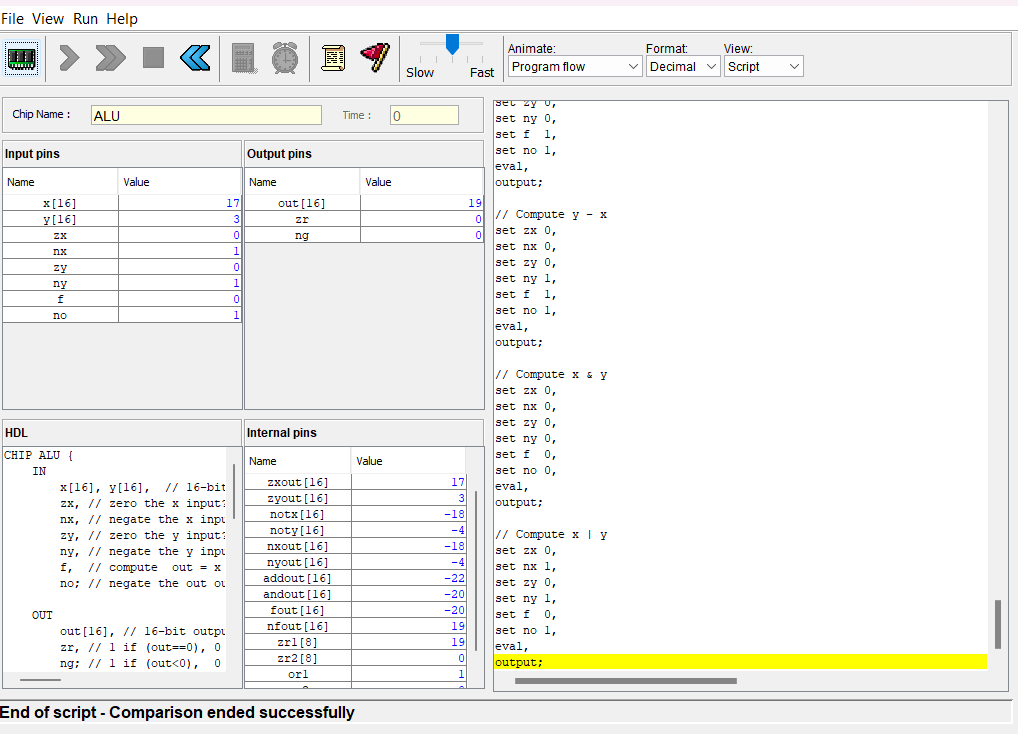 File View Run Help
Animate:
Format:
View:
Program flow
Decimal
Script
Slow
Fast
Chip Name :
ALU
Time :
0
Input pins
Name Value
x[16] 17
y[16] 3
zx 0
nx 1
zy 0
ny 1
f 0
no 1
Output pins
Name Value
out[16] 19
zr 0
ng 0
HDL
CHIP ALU {
IN
x[16], y[16],  // 16-bit
zx, // zero the x input?
nx, // negate the x inpu
zy, // zero the y input?
ny, // negate the y inpu
f,  // compute  out = x
no; // negate the out ou
OUT
out[16], // 16-bit outpu
zr, // 1 if (out==0), 0
ng; // 1 if (out<0),  0
Internal pins
Name Value
zxout[16] 17
zyout[16] 3
notx[16] -18
noty[16] -4
nxout[16] -18
nyout[16] -4
addout[16] -22
andout[16] -20
fout[16] -20
nfout[16] 19
zr1[8] 19
zr2[8] 0
or1 1
set zy 0,
set ny 0,
set f  1,
set no 1,
eval,
output;
// Compute y - x
set zx 0,
set nx 0,
set zy 0,
set ny 1,
set f  1,
set no 1,
eval,
output;
// Compute x & y
set zx 0,
set nx 0,
set zy 0,
set ny 0,
set f  0,
set no 0,
eval,
output;
// Compute x | y
set zx 0,
set nx 1,
set zy 0,
set ny 1,
set f  0,
set no 1,
eval,
output;
End of script - Comparison ended successfully